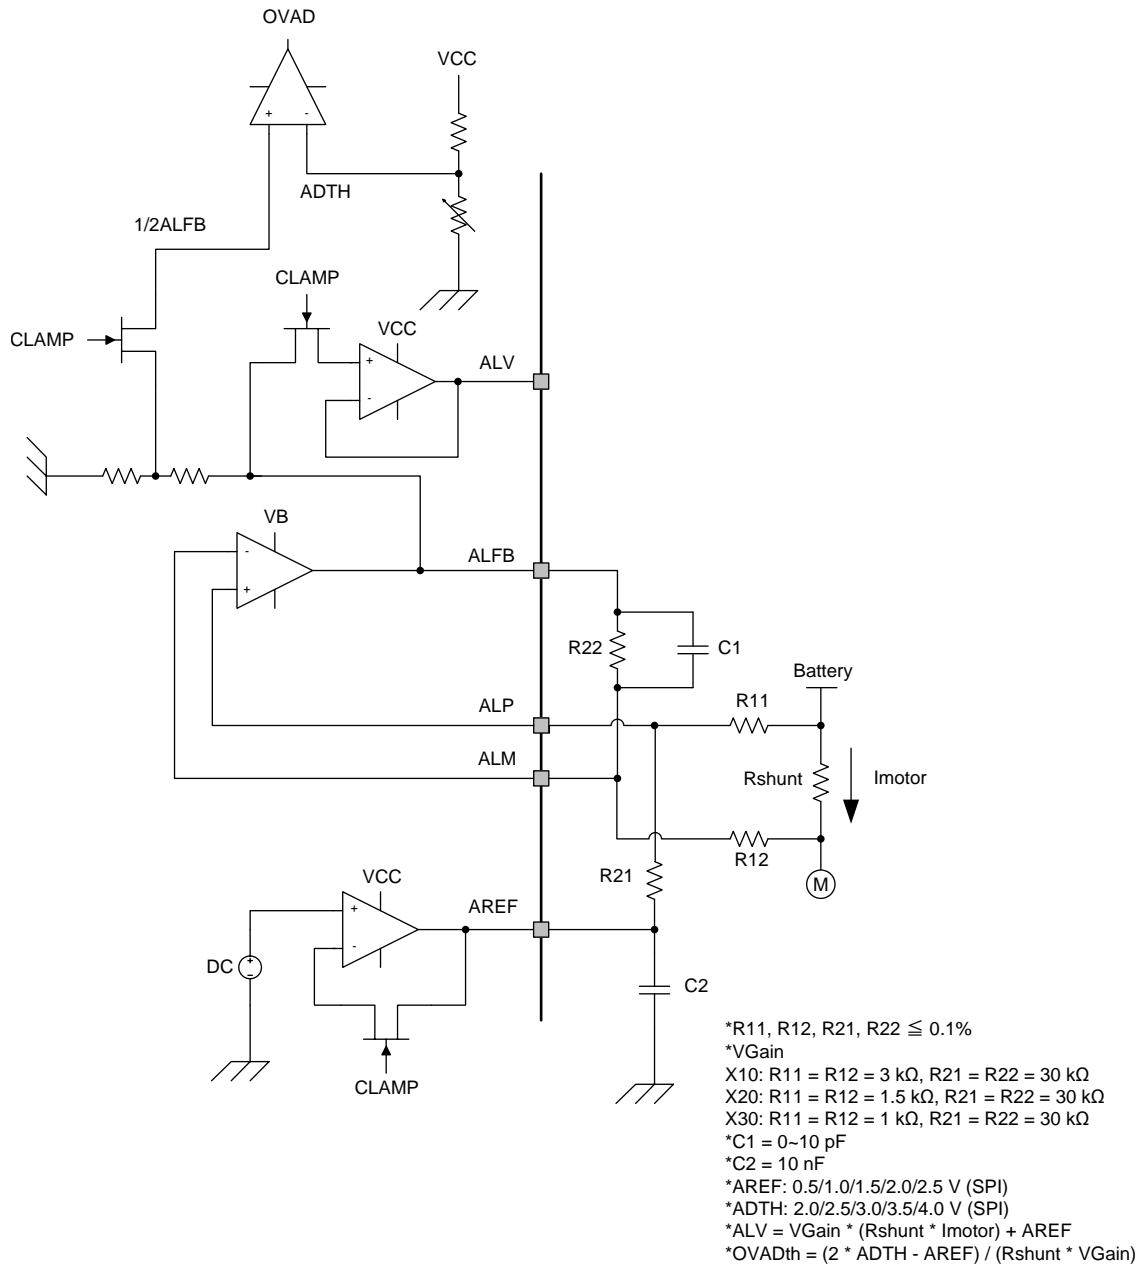 OVAD
VCC
+ -
ADTH
1/2ALFB
CLAMP
CLAMP
VCC
+
-
ALV
VB
-
+
ALFB
R22
C1
Battery
ALP
R11
ALM
Rshunt
Imotor
R12
M
R21
VCC
+
-
AREF
DC
+
-
C2
CLAMP
*R11, R12, R21, R22 ≦ 0.1%
*VGain
X10: R11 = R12 = 3 kΩ, R21 = R22 = 30 kΩ
X20: R11 = R12 = 1.5 kΩ, R21 = R22 = 30 kΩ
X30: R11 = R12 = 1 kΩ, R21 = R22 = 30 kΩ
*C1 = 0~10 pF
*C2 = 10 nF
*AREF: 0.5/1.0/1.5/2.0/2.5 V (SPI)
*ADTH: 2.0/2.5/3.0/3.5/4.0 V (SPI)
*ALV = VGain * (Rshunt * Imotor) + AREF
*OVADth = (2 * ADTH - AREF) / (Rshunt * VGain)